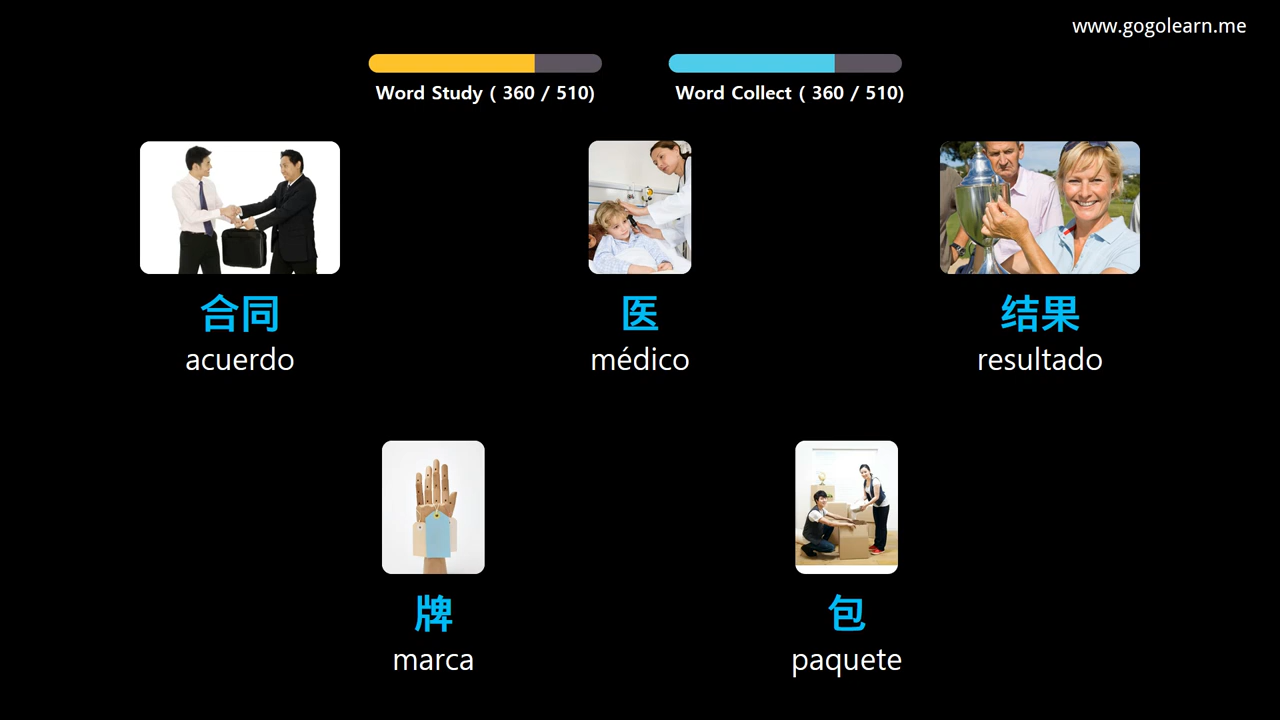 www.gogolearn.me
Word Study ( 360 / 510)
Word Collect ( 360 / 510)
合同
acuerdo
医
médico
结果
resultado
牌
marca
包
paquete